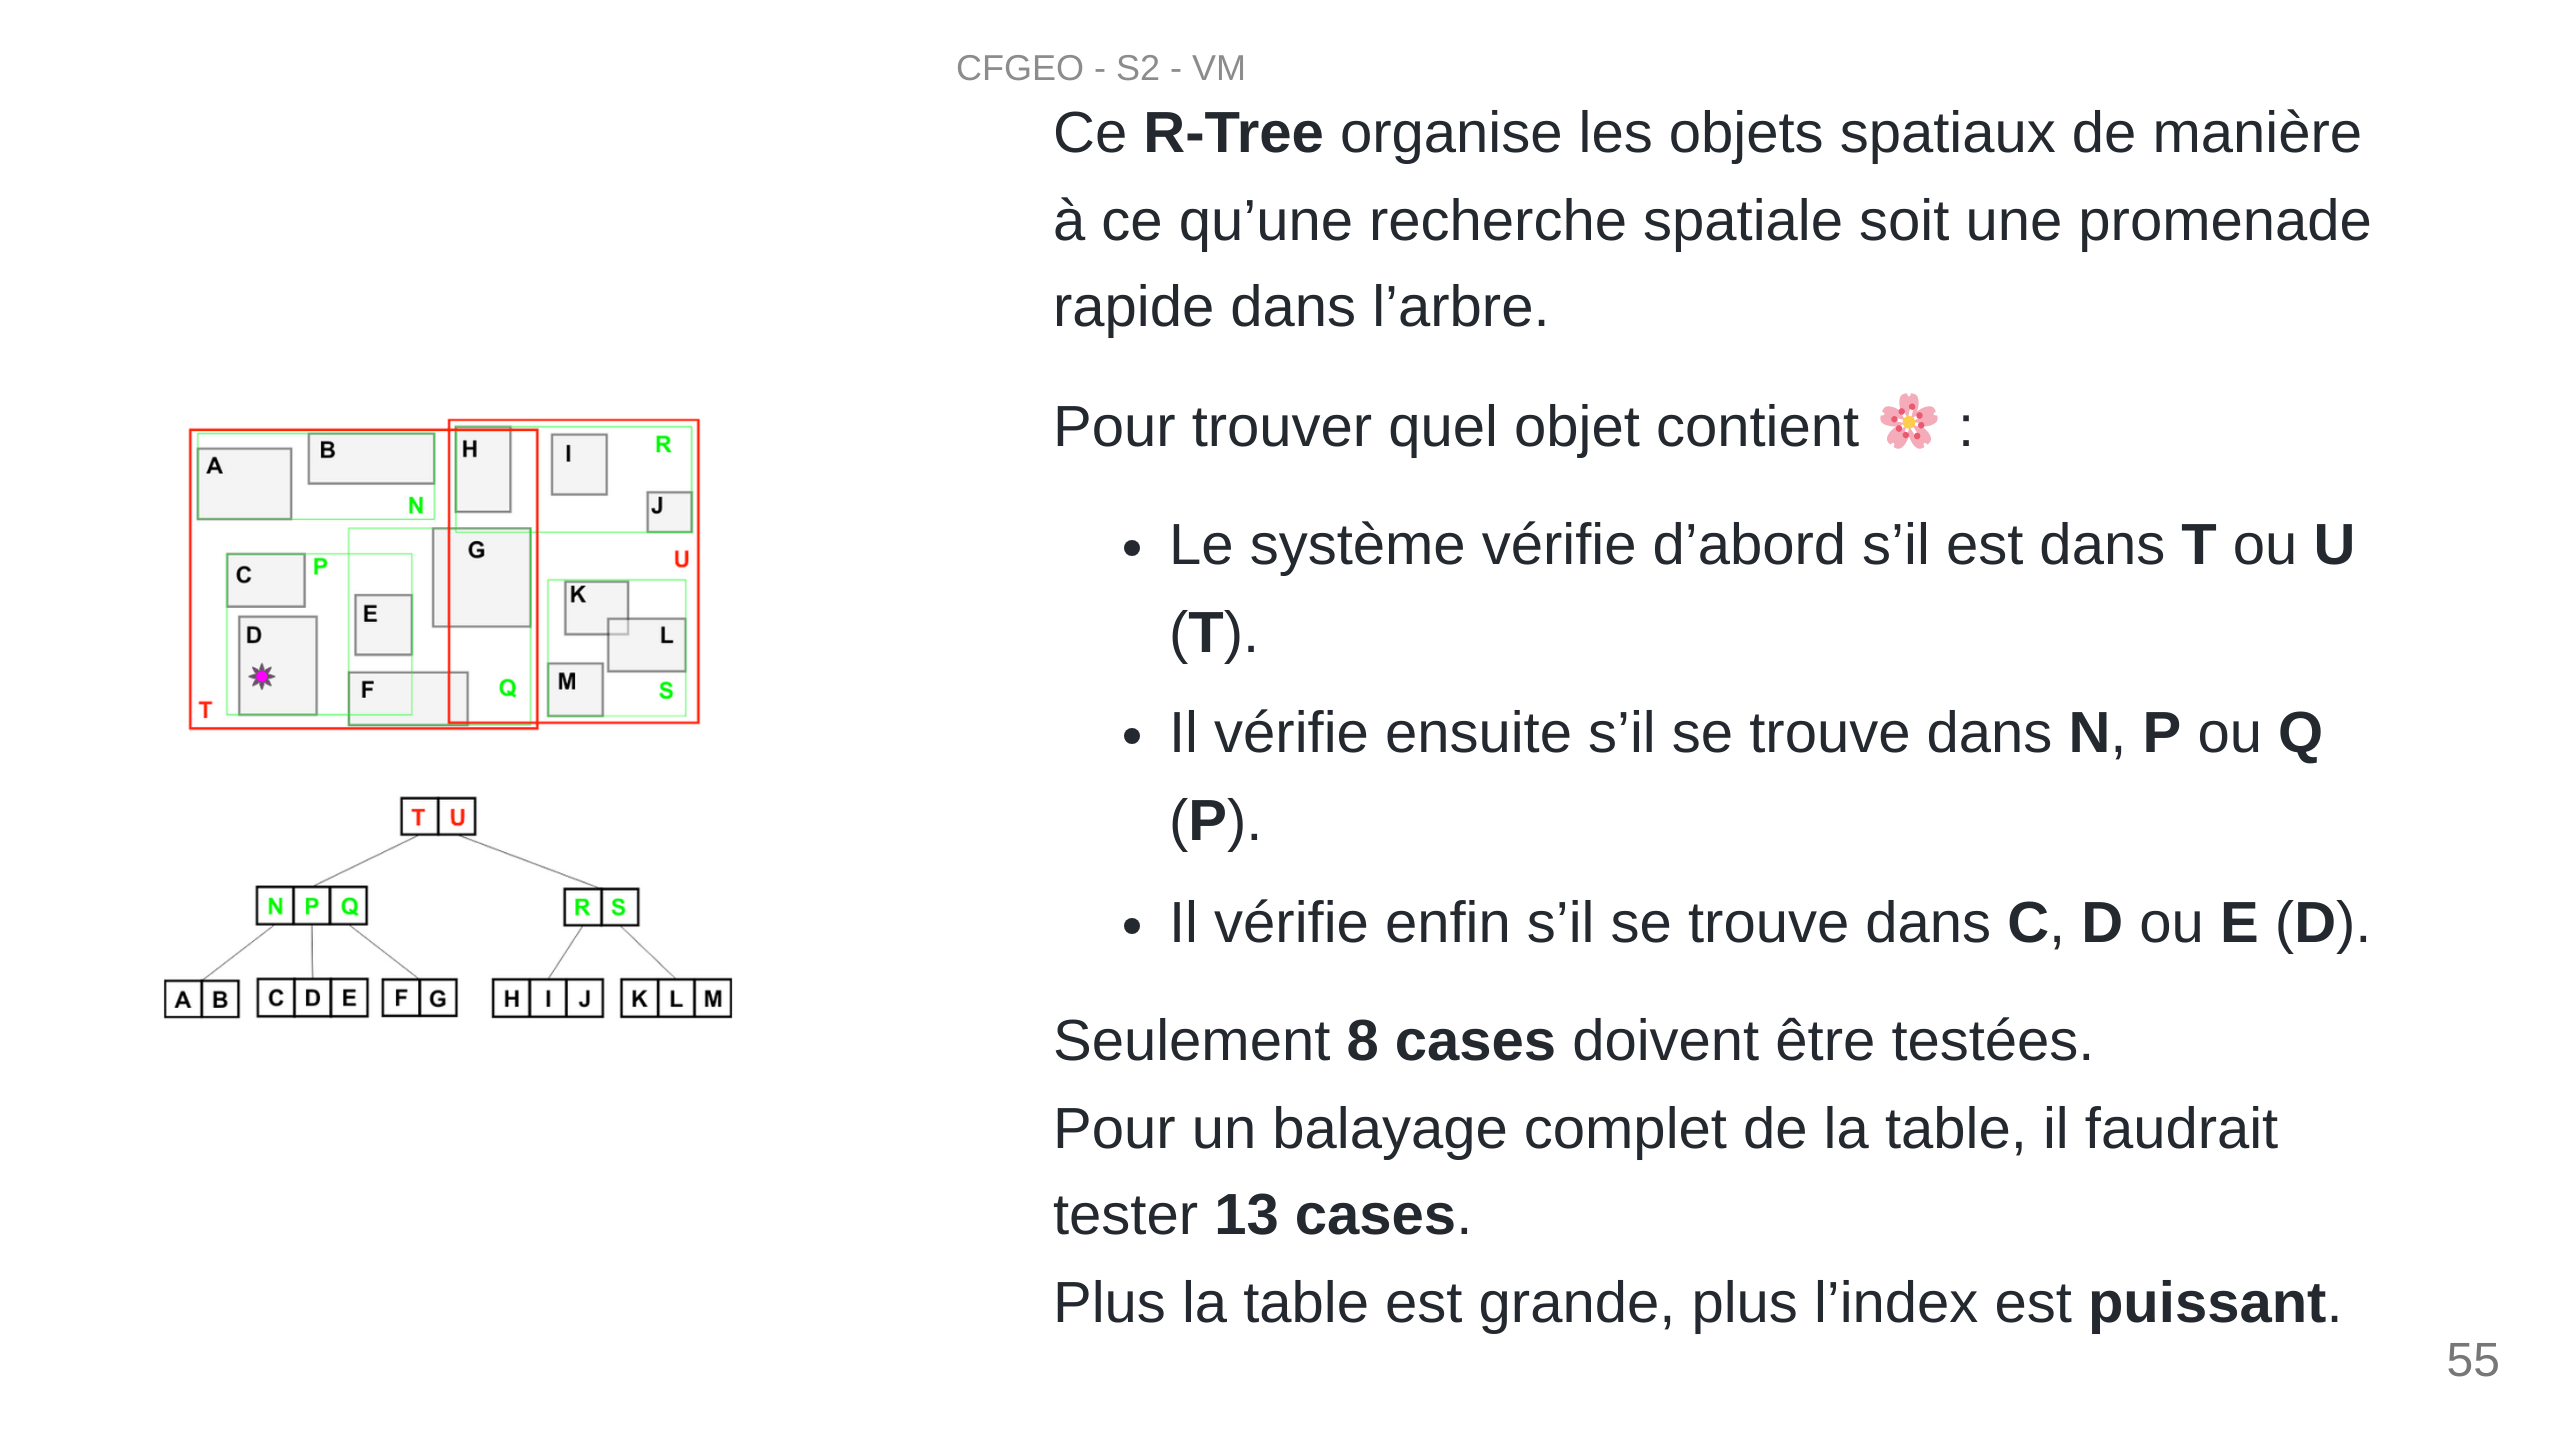 CFGEO - S2 - VM
Ce R-Tree organise les objets spatiaux de manière
à ce qu’une recherche spatiale soit une promenade
rapide dans l’arbre.
Pour trouver quel objet contient 🌸 :
• Le système vérifie d’abord s’il est dans T ou U
(T).
• Il vérifie ensuite s’il se trouve dans N, P ou Q
(P).
• Il vérifie enfin s’il se trouve dans C, D ou E (D).
Seulement 8 cases doivent être testées.
Pour un balayage complet de la table, il faudrait
tester 13 cases.
Plus la table est grande, plus l’index est puissant.
A B H I R
N J
C P G U
D E K L
T F Q M S
T U
N P Q R S
A B C D E F G H I J K L M
55